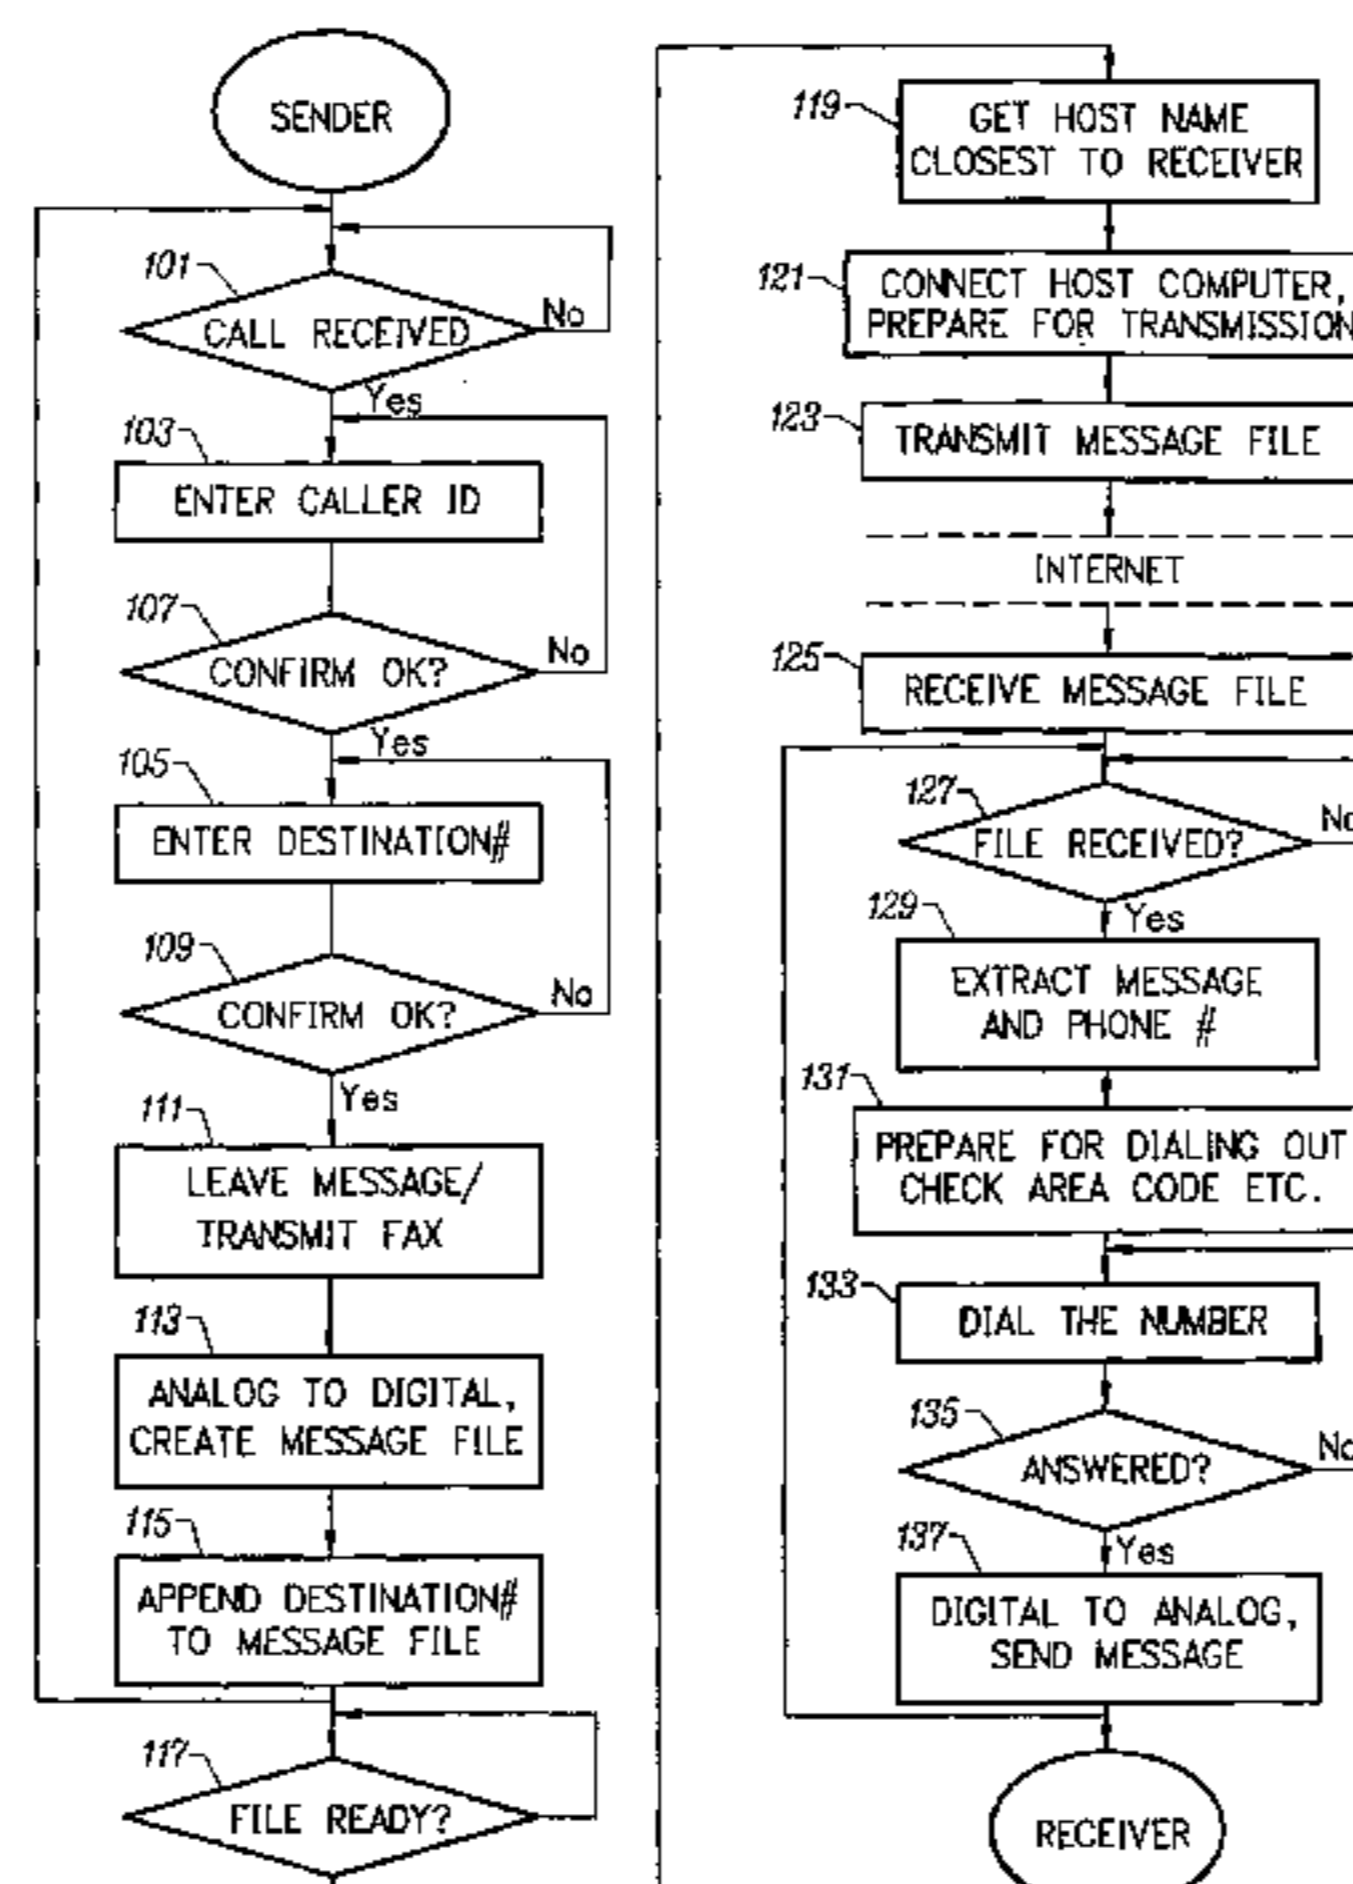 SENDER
101
CALL RECEIVED
No
Yes
103
ENTER CALLER ID
107
CONFIRM OK?
No
Yes
105
ENTER DESTINATION#
109
CONFIRM OK?
No
Yes
111
LEAVE MESSAGE/
TRANSMIT FAX
113
ANALOG TO DIGITAL,
CREATE MESSAGE FILE
115
APPEND DESTINATION#
TO MESSAGE FILE
117
FILE READY?
119
GET HOST NAME
CLOSEST TO RECEIVER
121
CONNECT HOST COMPUTER,
PREPARE FOR TRANSMISSION
123
TRANSMIT MESSAGE FILE
INTERNET
125
RECEIVE MESSAGE FILE
127
FILE RECEIVED?
No
Yes
129
EXTRACT MESSAGE
AND PHONE #
131
PREPARE FOR DIALING OUT
CHECK AREA CODE ETC.
133
DIAL THE NUMBER
135
ANSWERED?
No
Yes
137
DIGITAL TO ANALOG,
SEND MESSAGE
RECEIVER